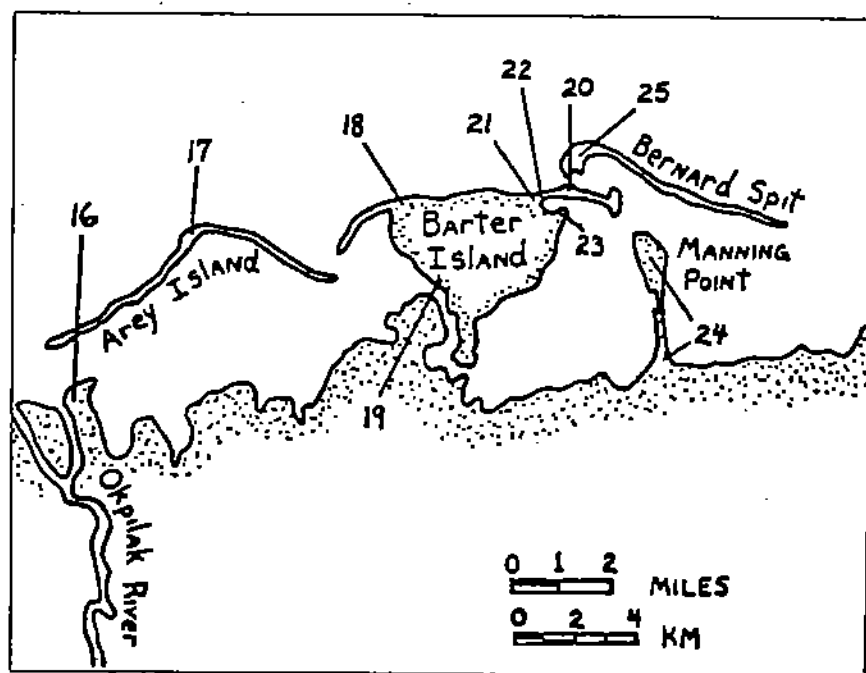 22
20
25
21
18
17
16
Bernard Spit
Barter
Island
23
Manning
Point
Arey Island
24
19
Okpilak River
0 1 2
Miles
0 2 4
KM